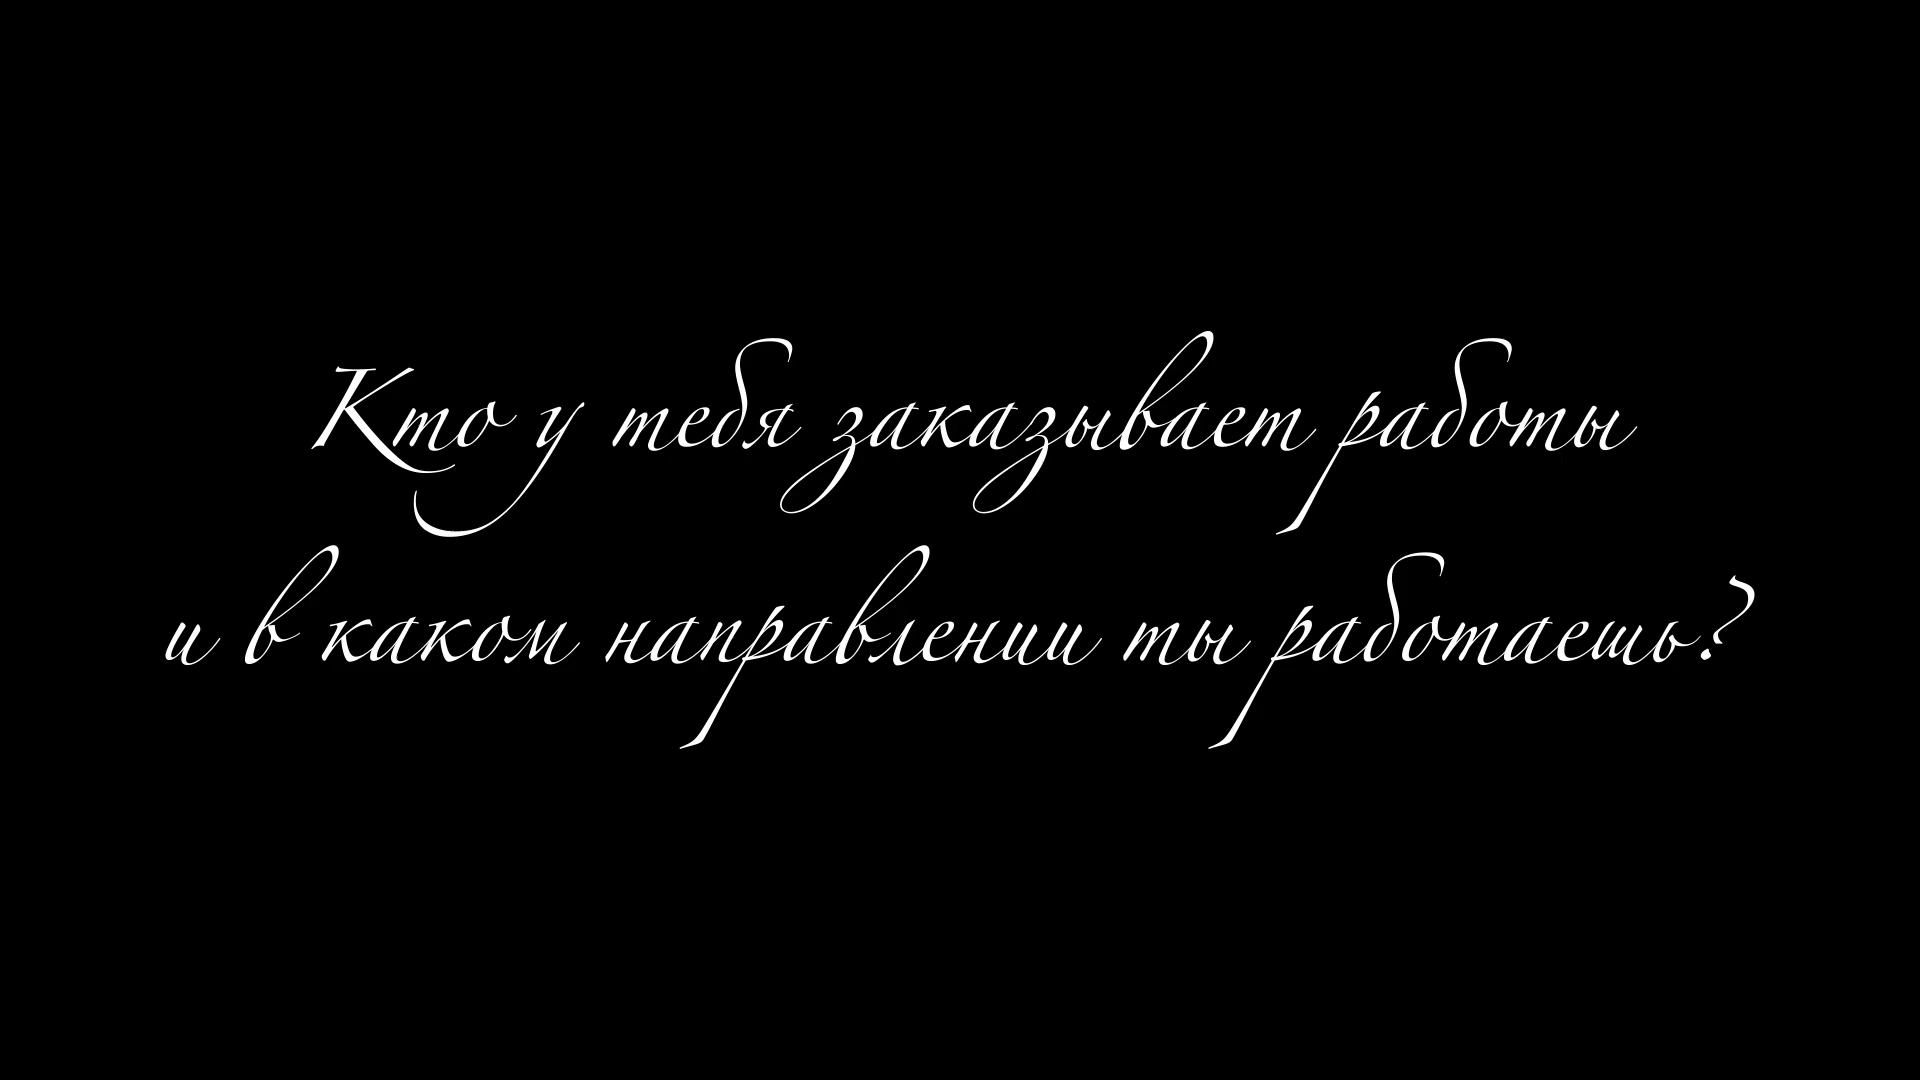 Кто у тебя заказывает работы
и в каком направлении ты работаешь?